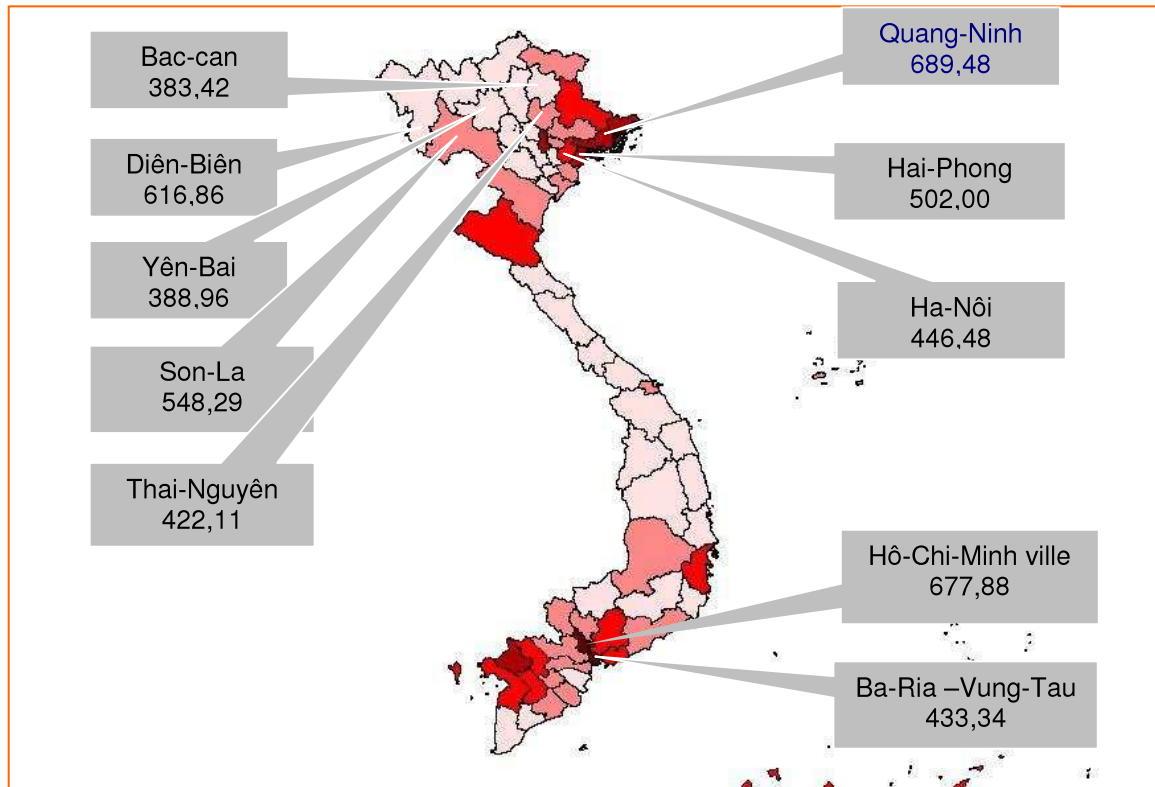 Bac-can
383,42
Diên-Biên
616,86
Yên-Bai
388,96
Son-La
548,29
Thai-Nguyên
422,11
Quang-Ninh
689,48
Hai-Phong
502,00
Ha-Nôi
446,48
Hô-Chi-Minh ville
677,88
Ba-Ria –Vung-Tau
433,34